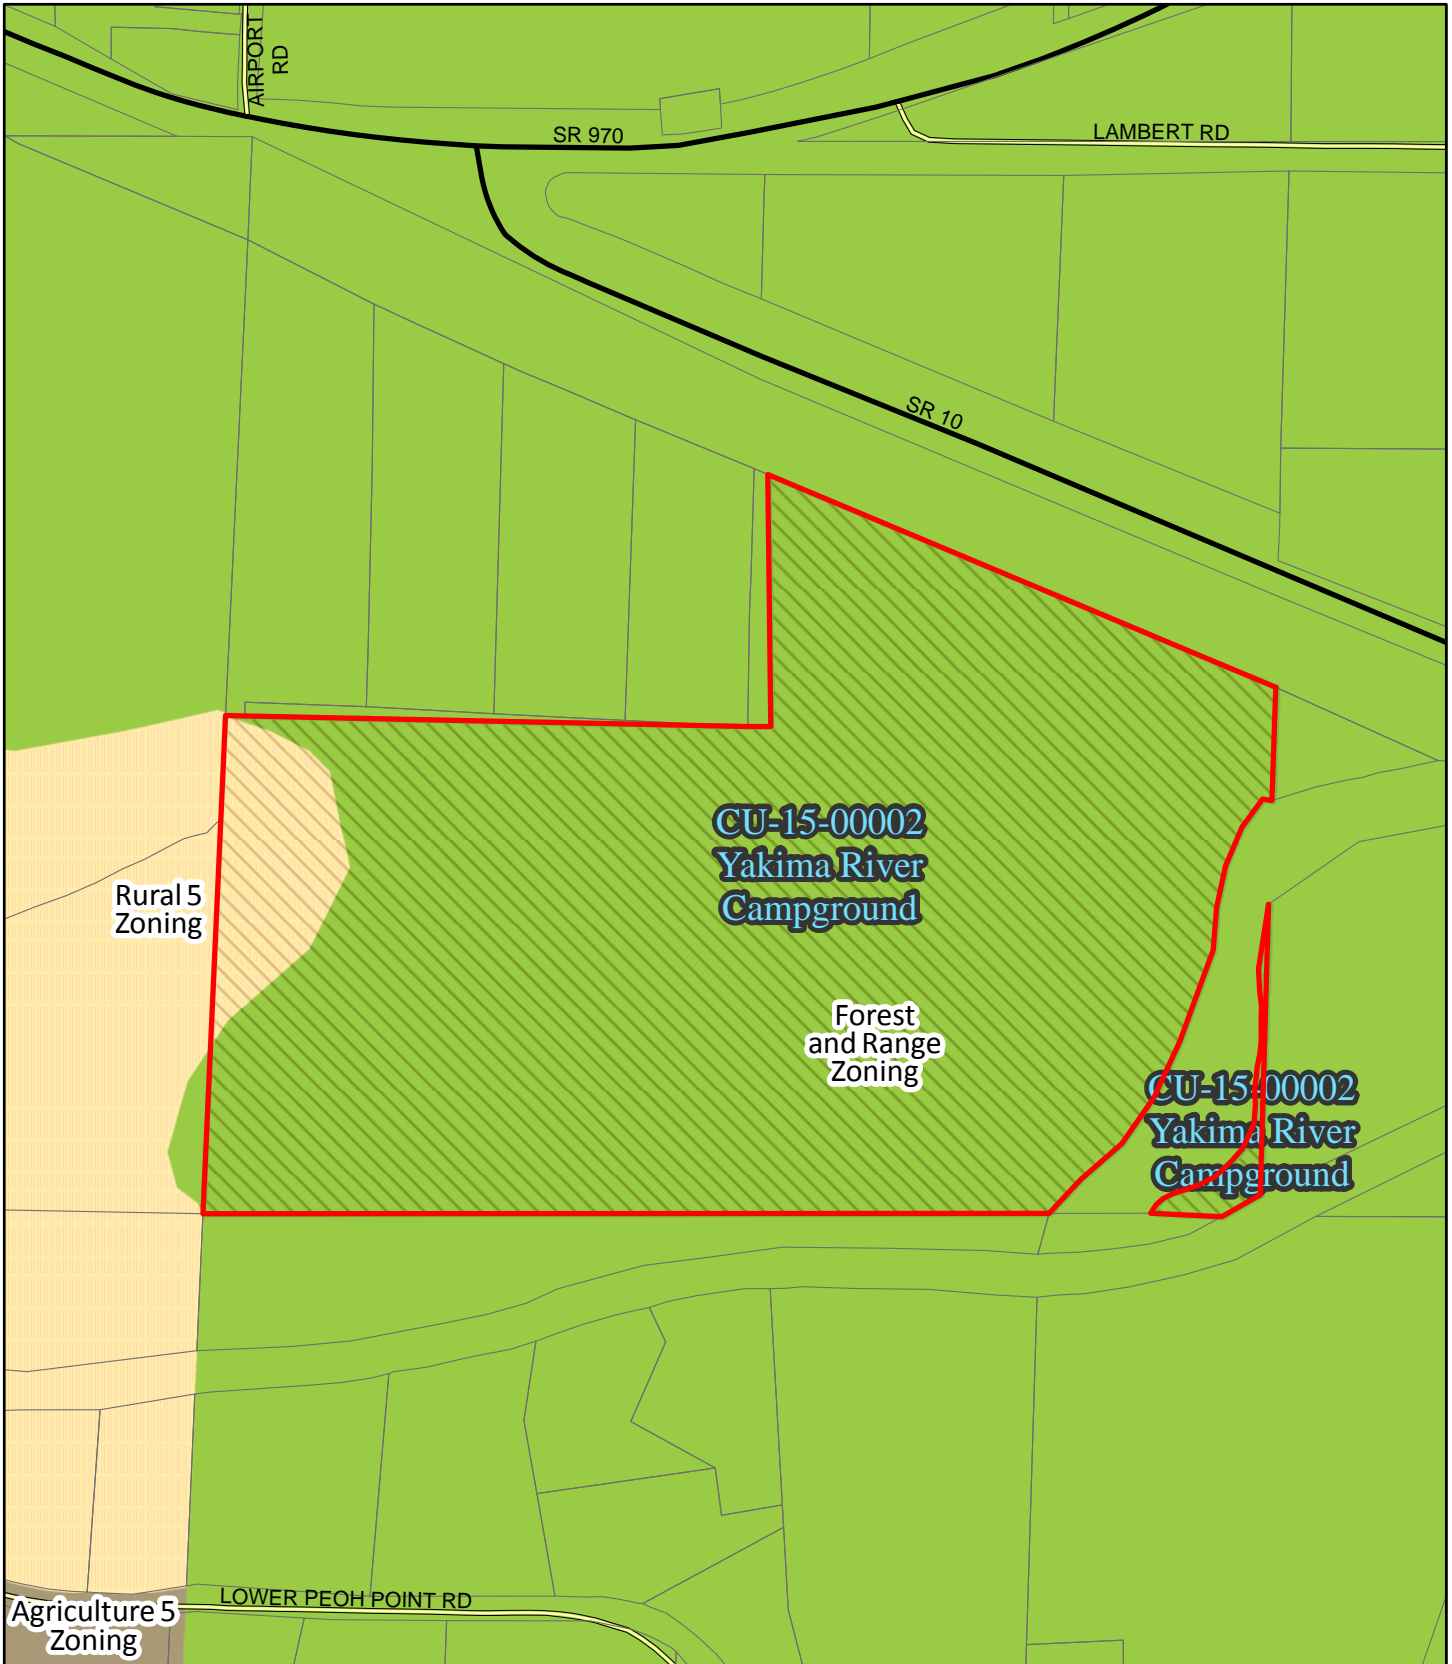 AIRPORT
RD
SR 970
LAMBERT RD
SR 10
CU-15-00002
Yakima River
Campground
Rural 5
Zoning
Forest
and Range
Zoning
CU-15-00002
Yakima River
Campground
LOWER PEOH POINT RD
Agriculture 5
Zoning